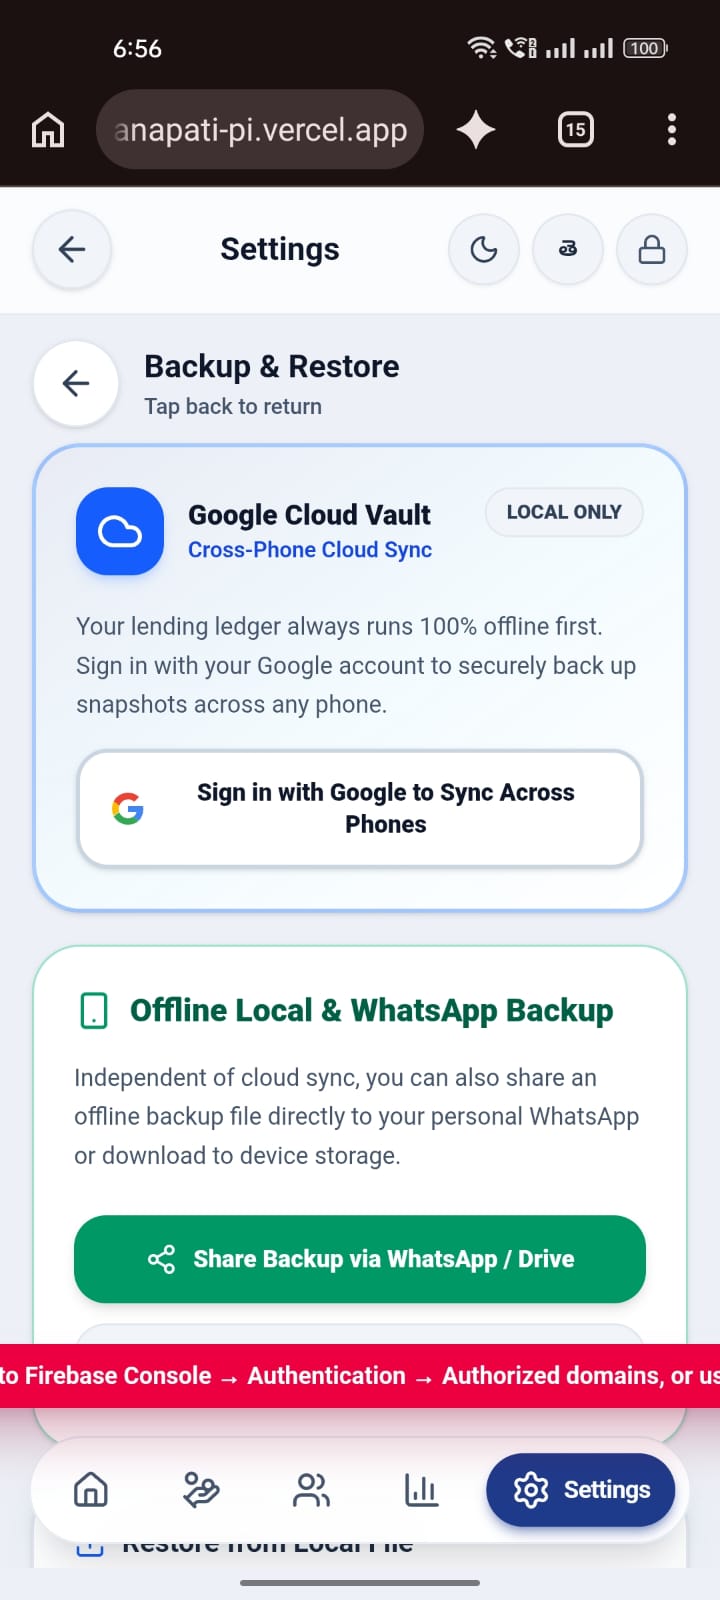 6:56
100
anapati-pi.vercel.app
15
Settings
తె
Backup & Restore
Tap back to return
Google Cloud Vault
LOCAL ONLY
Cross-Phone Cloud Sync
Your lending ledger always runs 100% offline first.
Sign in with your Google account to securely back up
snapshots across any phone.
Sign in with Google to Sync Across
Phones
Offline Local & WhatsApp Backup
Independent of cloud sync, you can also share an
offline backup file directly to your personal WhatsApp
or download to device storage.
Share Backup via WhatsApp / Drive
to Firebase Console → Authentication → Authorized domains, or us
Settings
Restore from Local File